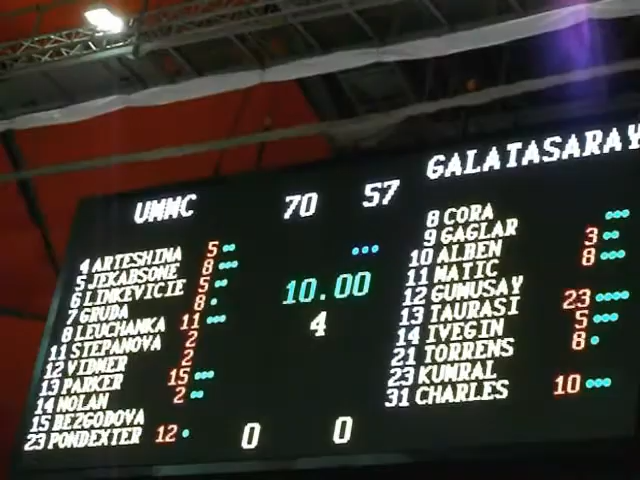 UMMC 70 57 GALATASARAY
4 ARTESHINA 5
5 JEKABSONE 8
6 LINKEVICIE 5
7 GRUDA 8
8 LEUCHANKA 11
11 STEPANOVA 2
12 VIDMER 2
13 PARKER 15
14 NOLAN 2
15 BEZGODOVA
23 PONDEXTER 12
10.00
4
0 0
8 CORA
9 GAGLAR 3
10 ALBEN 8
11 MATIC
12 GUNUSAY
13 TAURASI 23
14 IVEGIN 5
21 TORRENS 8
23 KUMRAL
31 CHARLES 10